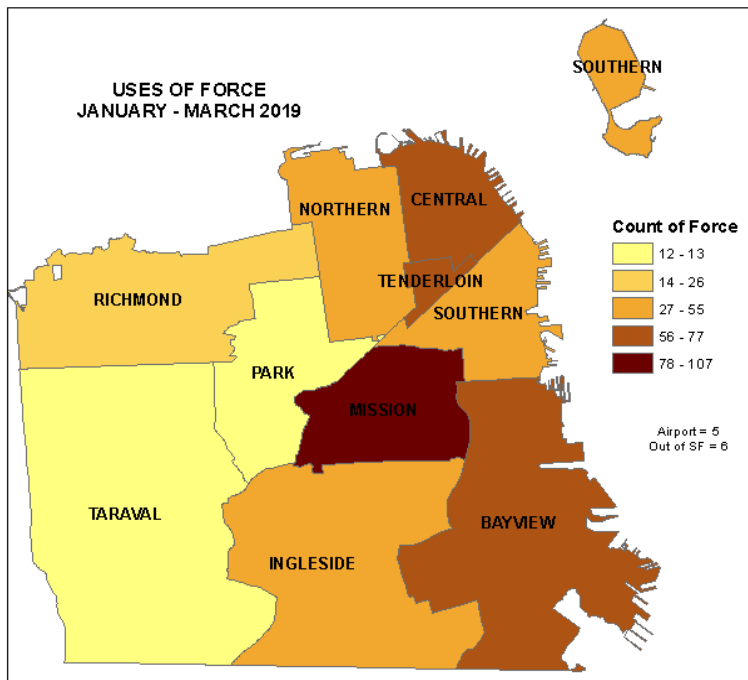 SOUTHERN
USES OF FORCE
JANUARY - MARCH 2019
CENTRAL
NORTHERN
Count of Force
12 - 13
14 - 26
27 - 55
56 - 77
78 - 107
TENDERLOIN
RICHMOND
SOUTHERN
PARK
MISSION
Airport = 5
Out of SF = 6
TARAVAL
BAYVIEW
INGLESIDE